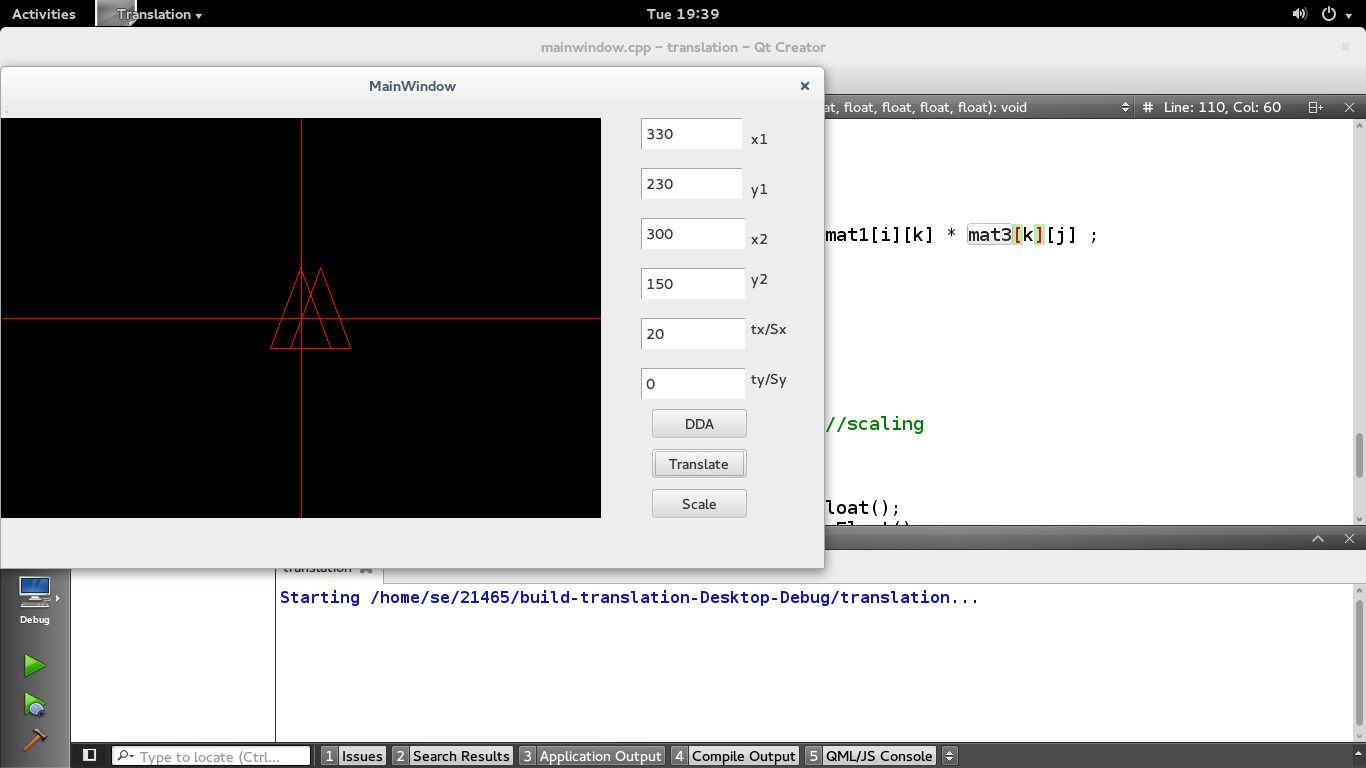 Activities Translation Tue 19:39
mainwindow.cpp - translation - Qt Creator
MainWindow
at, float, float, float, float): void # Line: 110, Col: 60
330 x1
230 y1
mat1[i][k] * mat3[k][j] ;
300 x2
150 y2
20 tx/Sx
0 ty/Sy
DDA
//scaling
Translate
Scale
loat();
translation
Starting /home/se/21465/build-translation-Desktop-Debug/translation...
Debug
Type to locate (Ctrl... 1 Issues 2 Search Results 3 Application Output 4 Compile Output 5 QML/JS Console